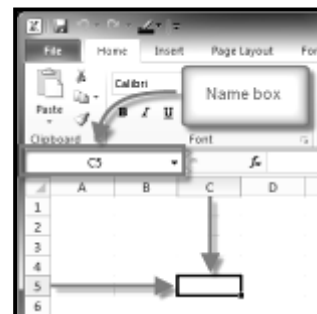 File Home Insert Page Layout For
Calibri
Name box
Paste
B I U
Clipboard Font
C5 fx
A B C D
1
2
3
4
5
6